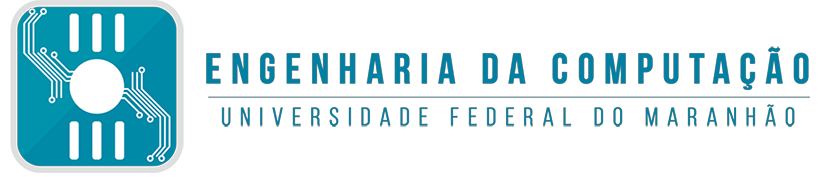 ENGENHARIA DA COMPUTAÇÃO
UNIVERSIDADE FEDERAL DO MARANHÃO